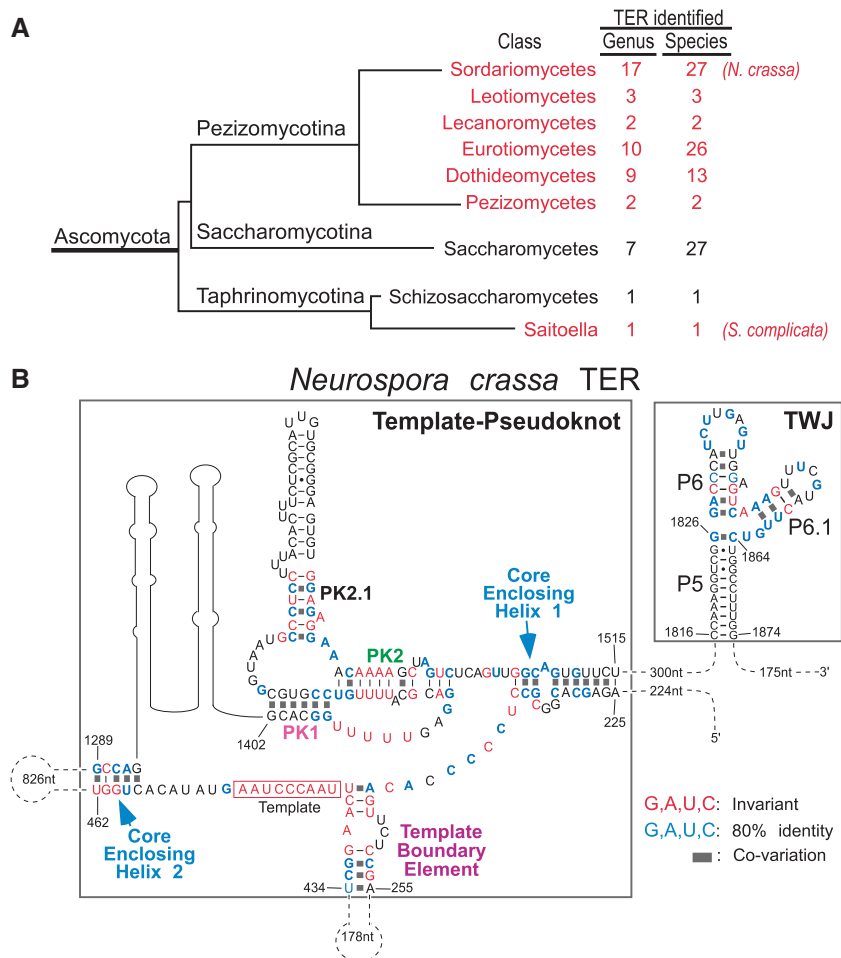 A
TER identified
Class Genus Species
Sordariomycetes 17 27 (N. crassa)
Leotiomycetes 3 3
Lecanoromycetes 2 2
Eurotiomycetes 10 26
Dothideomycetes 9 13
Pezizomycetes 2 2
Pezizomycotina
Ascomycota
Saccharomycotina
Saccharomycetes 7 27
Taphrinomycotina
Schizosaccharomycetes 1 1
Saitoella 1 1 (S. complicata)
B
Neurospora crassa TER
Template-Pseudoknot
TWJ
P6
P6.1
1826
1864
P5
1816
1874
PK2.1
Core
Enclosing
Helix 1
PK2
1515
300nt
175nt
3'
224nt
5'
225
1402
PK1
1289
826nt
462
GCCAG
UGGUCACAUAUG
AAUCCCAAU
Template
Core
Enclosing
Helix 2
Template
Boundary
Element
434
255
178nt
G,A,U,C: Invariant
G,A,U,C: 80% identity
: Co-variation